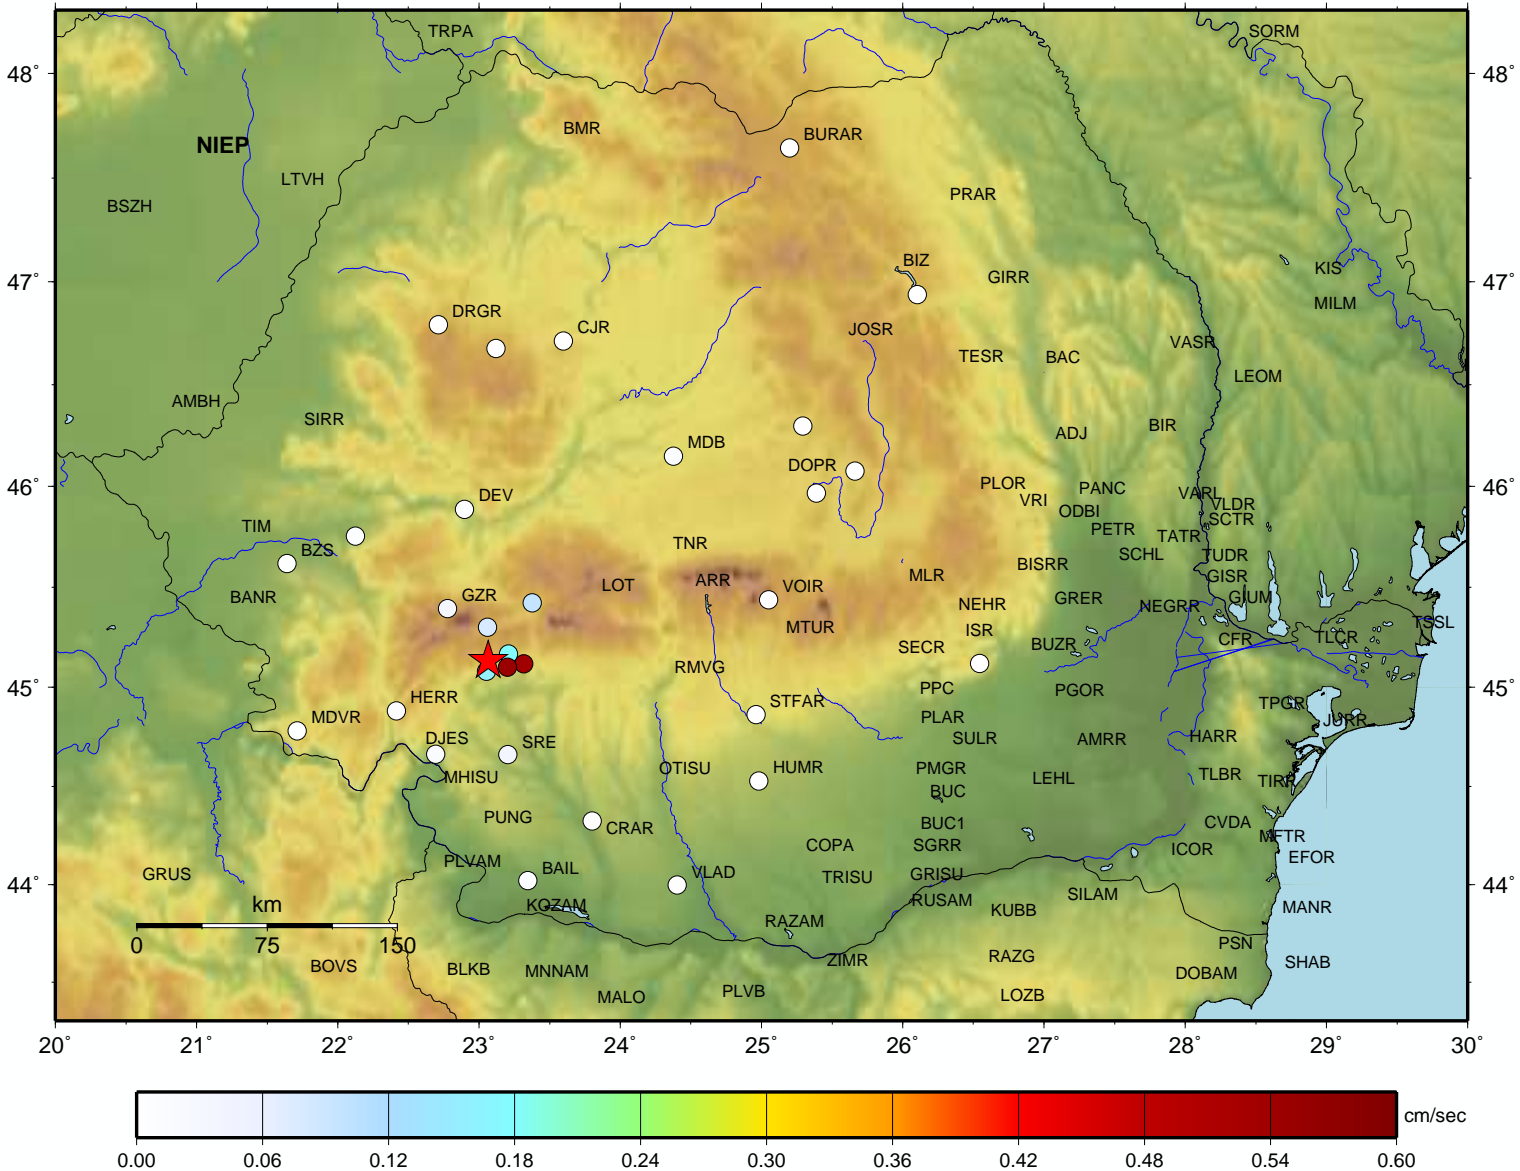 TRPA SORM
48° 48°
BMR BURAR
NIEP
LTVH
BSZH PRAR
BIZ
KIS
47° GIRR 47°
MILM
DRGR CJR JOSR
VASR
TESR BAC
LEOM
AMBH
SIRR BIR
MDB ADJ
DOPR
46° PLOR PANC VARL 46°
DEV VRI VLDR
ODBI SCTR
TIM PETR TATR
TNR SCHL TUDR
BZS BISRR
ARR VOIR MLR GISR
LOT
BANR GZR NEHR GRER NEGRR GIUM
MTUR ISR TSSL
SECR BUZR CFR TLCR
RMVG
45° HERR PPC PGOR 45°
STFAR TPGR
MDVR PLAR JURR
DJES SRE SULR AMRR HARR
MHISU OTISU HUMR PMGR LEHL TLBR TIRR
BUC
PUNG CRAR BUC1 CVDA
COPA SGRR MFTR
PLVAM BAIL ICOR EFOR
GRUS VLAD TRISU GRISU
44° 44°
KOZAM RUSAM SILAM
km KUBB MANR
RAZAM
0 75 150
PSN
BOVS BLKB MNNAM ZIMR RAZG SHAB
DOBAM
MALO PLVB LOZB
20° 21° 22° 23° 24° 25° 26° 27° 28° 29° 30°
cm/sec
0.00 0.06 0.12 0.18 0.24 0.30 0.36 0.42 0.48 0.54 0.60